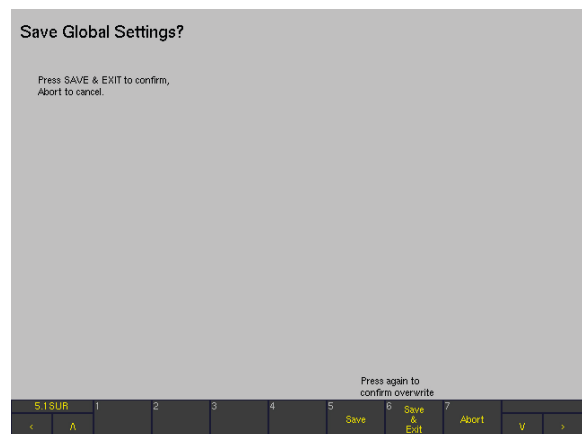 Save Global Settings?
Press SAVE & EXIT to confirm,
Abort to cancel.
Press again to
confirm overwrite
5.1SUR 1 2 3 4 5 6 7
Save
Save
&
Exit
Abort
< Λ V >